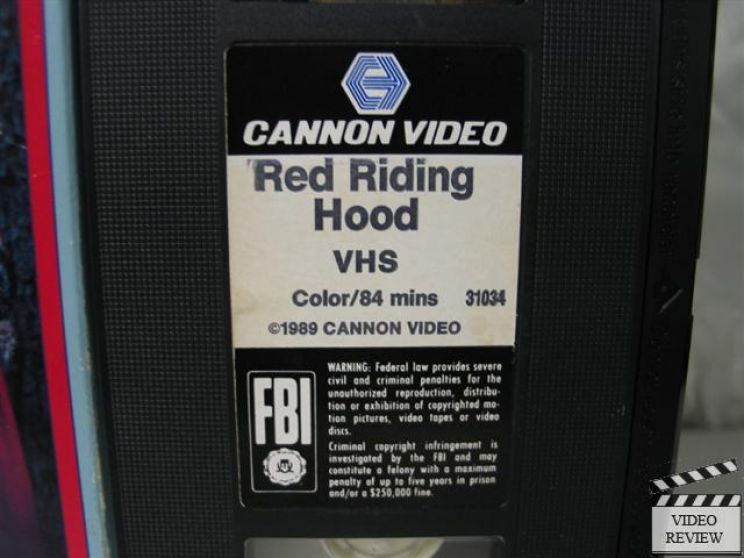 CANNON VIDEO
Red Riding
Hood
VHS
Color/84 mins 31034
©1989 CANNON VIDEO
FBI
WARNING: Federal law provides severe
civil and criminal penalties for the
unauthorized reproduction, distribu-
tion or exhibition of copyrighted mo-
tion pictures, video tapes or video
discs.
Criminal copyright infringement is
investigated by the FBI and may
constitute a felony with a maximum
penalty of up to five years in prison
and/or a $250,000 fine.
VIDEO
REVIEW